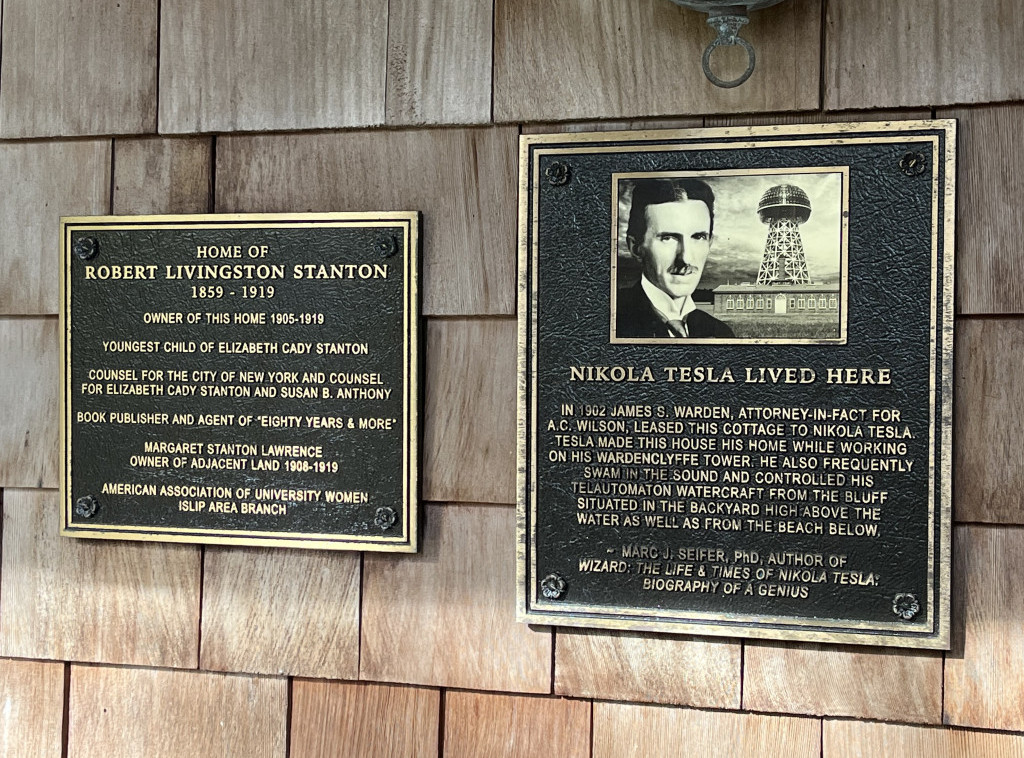 HOME OF
ROBERT LIVINGSTON STANTON
1859 - 1919
OWNER OF THIS HOME 1905-1919
YOUNGEST CHILD OF ELIZABETH CADY STANTON
COUNSEL FOR THE CITY OF NEW YORK AND COUNSEL
FOR ELIZABETH CADY STANTON AND SUSAN B. ANTHONY
BOOK PUBLISHER AND AGENT OF "EIGHTY YEARS & MORE"
MARGARET STANTON LAWRENCE
OWNER OF ADJACENT LAND 1908-1919
AMERICAN ASSOCIATION OF UNIVERSITY WOMEN
ISLIP AREA BRANCH
NIKOLA TESLA LIVED HERE
IN 1902 JAMES S. WARDEN, ATTORNEY-IN-FACT FOR
A.C. WILSON, LEASED THIS COTTAGE TO NIKOLA TESLA.
TESLA MADE THIS HOUSE HIS HOME WHILE WORKING
ON HIS WARDENCLYFFE TOWER. HE ALSO FREQUENTLY
SWAM IN THE SOUND AND CONTROLLED HIS
TELAUTOMATON WATERCRAFT FROM THE BLUFF
SITUATED IN THE BACKYARD HIGH ABOVE THE
WATER AS WELL AS FROM THE BEACH BELOW.
~ MARC J. SEIFER, PhD, AUTHOR OF
WIZARD: THE LIFE & TIMES OF NIKOLA TESLA:
BIOGRAPHY OF A GENIUS